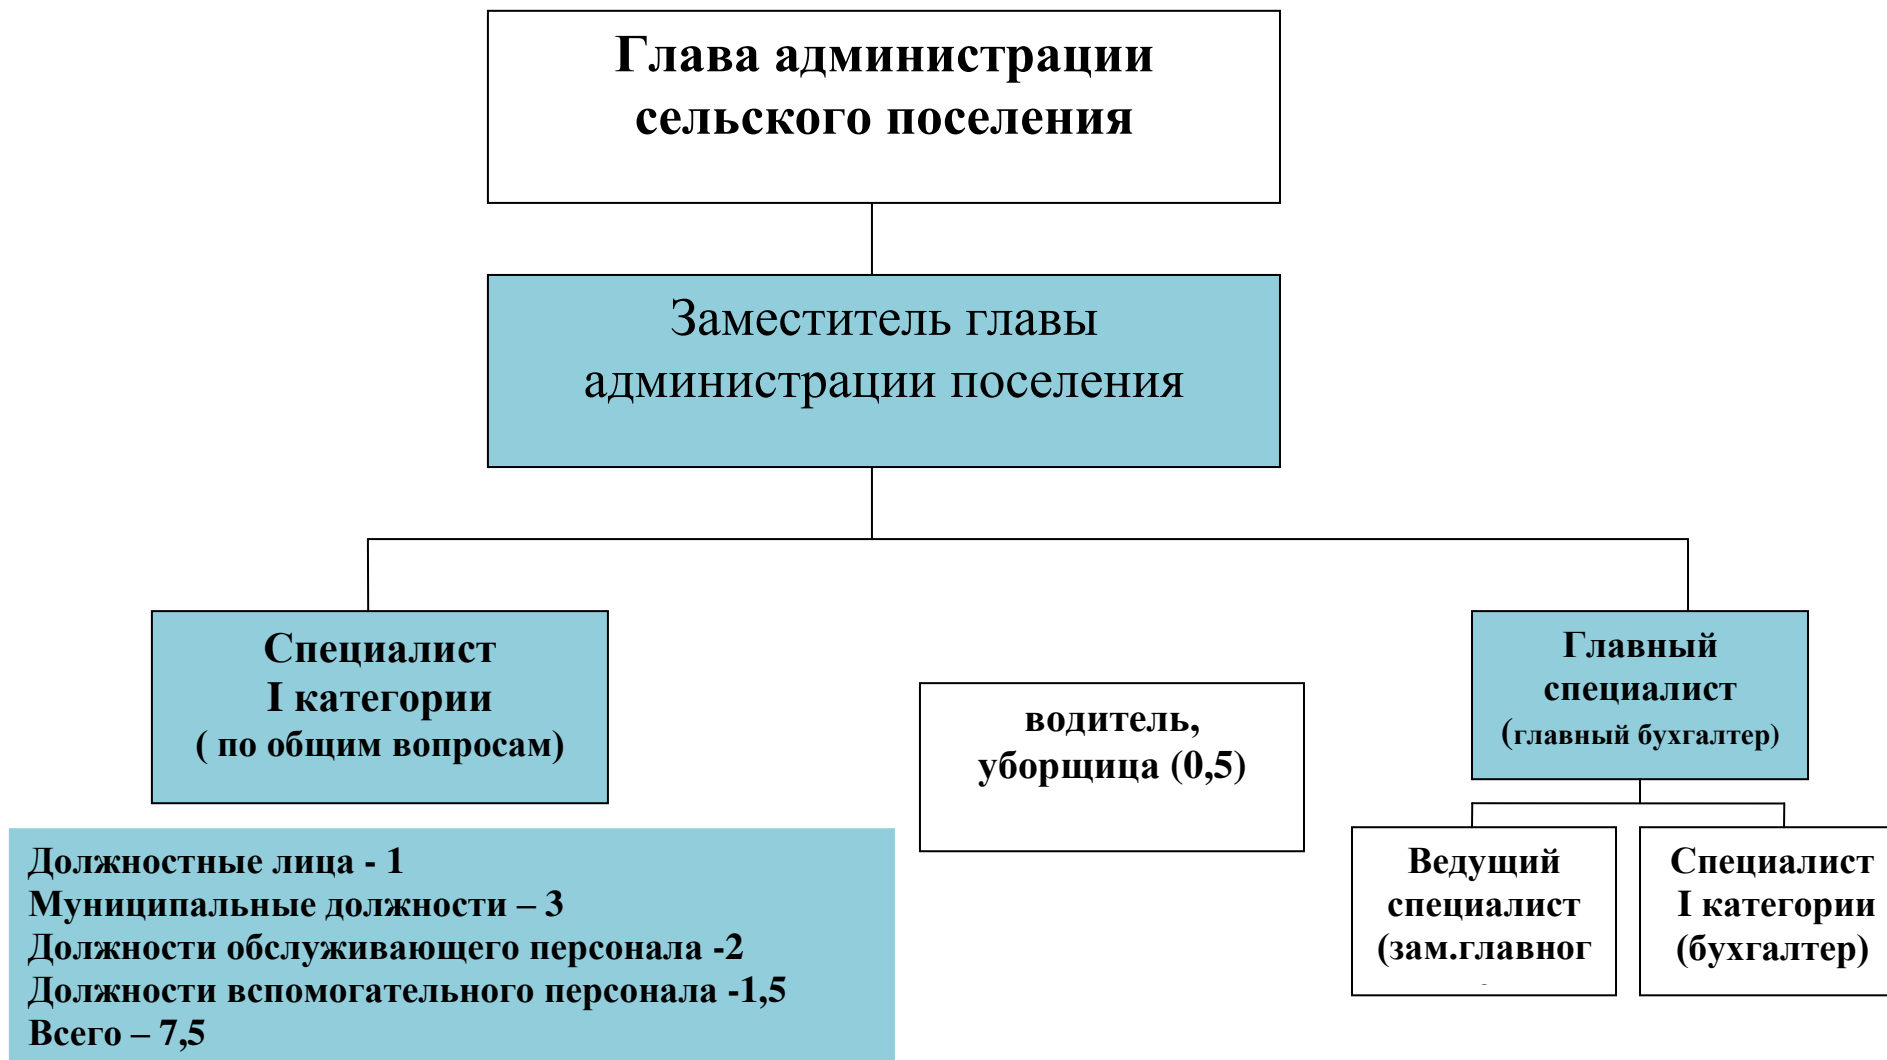 Глава администрации
сельского поселения
Заместитель главы
администрации поселения
Специалист
I категории
( по общим вопросам)
водитель,
уборщица (0,5)
Главный
специалист
(главный бухгалтер)
Ведущий
специалист
(зам.главног
Специалист
I категории
(бухгалтер)
Должностные лица - 1
Муниципальные должности – 3
Должности обслуживающего персонала -2
Должности вспомогательного персонала -1,5
Всего – 7,5